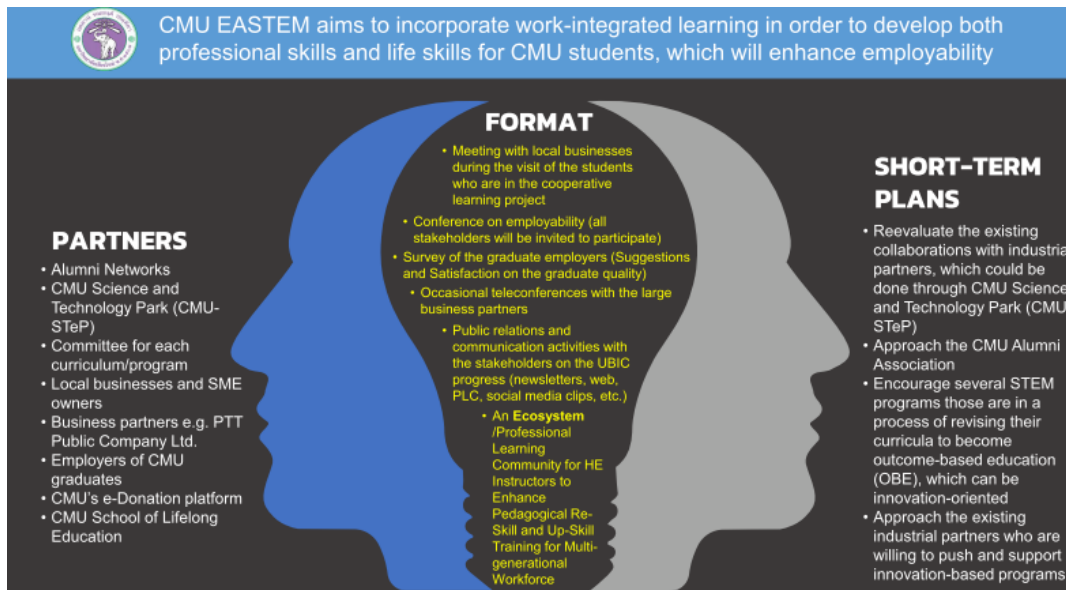 CMU EASTEM aims to incorporate work-integrated learning in order to develop both
professional skills and life skills for CMU students, which will enhance employability
PARTNERS
• Alumni Networks
• CMU Science and
Technology Park (CMU-
STeP)
• Committee for each
curriculum/program
• Local businesses and SME
owners
• Business partners e.g. PTT
Public Company Ltd.
• Employers of CMU
graduates
• CMU's e-Donation platform
• CMU School of Lifelong
Education
FORMAT
• Meeting with local businesses
during the visit of the students
who are in the cooperative
learning project
• Conference on employability (all
stakeholders will be invited to participate)
• Survey of the graduate employers (Suggestions
and Satisfaction on the graduate quality)
• Occasional teleconferences with the large
business partners
• Public relations and
communication activities with
the stakeholders on the UBIC
progress (newsletters, web,
PLC, social media clips, etc.)
• An Ecosystem
/Professional
Learning
Community for HE
Instructors to
Enhance
Pedagogical Re-
Skill and Up-Skill
Training for Multi-
generational
Workforce
SHORT-TERM
PLANS
• Reevaluate the existing
collaborations with industria
partners, which could be
done through CMU Science
and Technology Park (CMU
STeP)
• Approach the CMU Alumni
Association
• Encourage several STEM
programs those are in a
process of revising their
curricula to become
outcome-based education
(OBE), which can be
innovation-oriented
• Approach the existing
industrial partners who are
willing to push and support
innovation-based programs